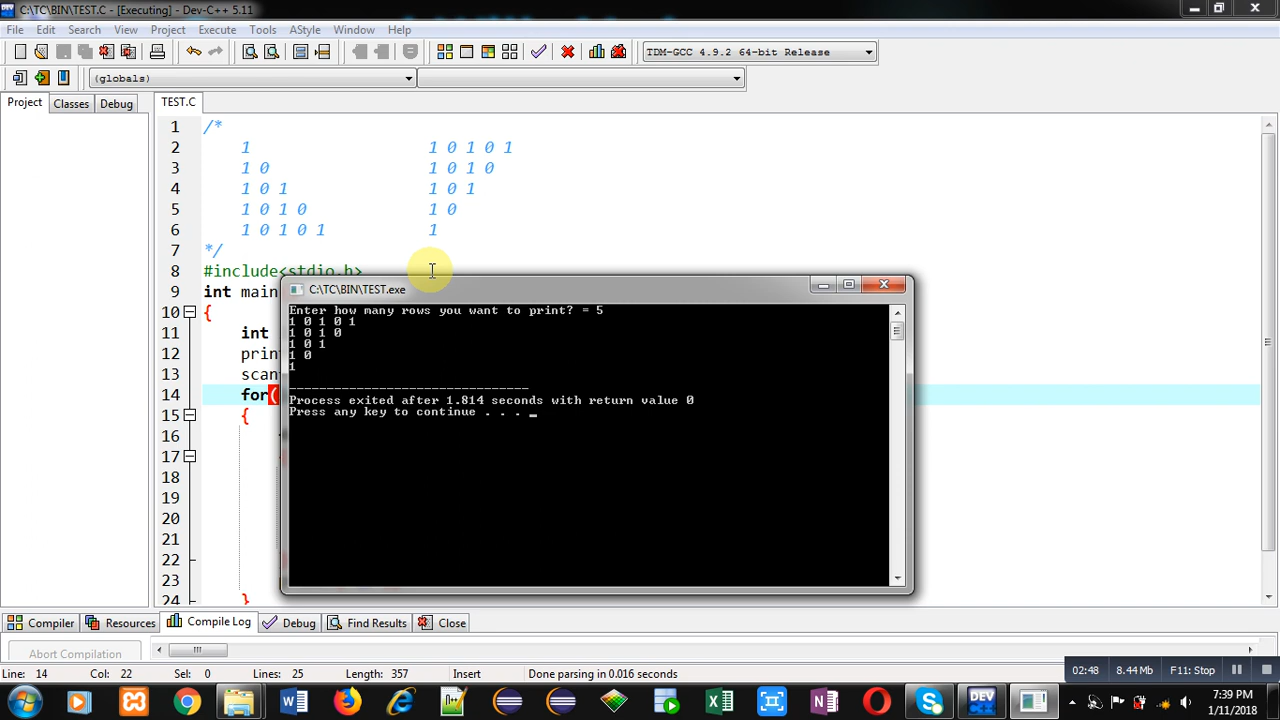 C:\TC\BIN\TEST.C - [Executing] - Dev-C++ 5.11
File Edit Search View Project Execute Tools AStyle Window Help
TDM-GCC 4.9.2 64-bit Release
(globals)
Project Classes Debug TEST.C
1 /*
2 1 1 0 1 0 1
3 1 0 1 0 1 0
4 1 0 1 1 0 1
5 1 0 1 0 1 0
6 1 0 1 0 1 1
7 */
8 #include<stdio.h>
9 int main
10 {
11 int
12 prin
13 scan
14 for(
15 {
16
17
18
19
20
21
22
23
24 }
C:\TC\BIN\TEST.exe
Enter how many rows you want to print? = 5
1 0 1 0 1
1 0 1 0
1 0 1
1 0
1
--------------------------------
Process exited after 1.814 seconds with return value 0
Press any key to continue . . . _
Compiler Resources Compile Log Debug Find Results Close
Abort Compilation
Line: 14 Col: 22 Sel: 0 Lines: 25 Length: 357 Insert Done parsing in 0.016 seconds
02:48 8.44 Mb F11: Stop
DEV
7:39 PM
1/11/2018